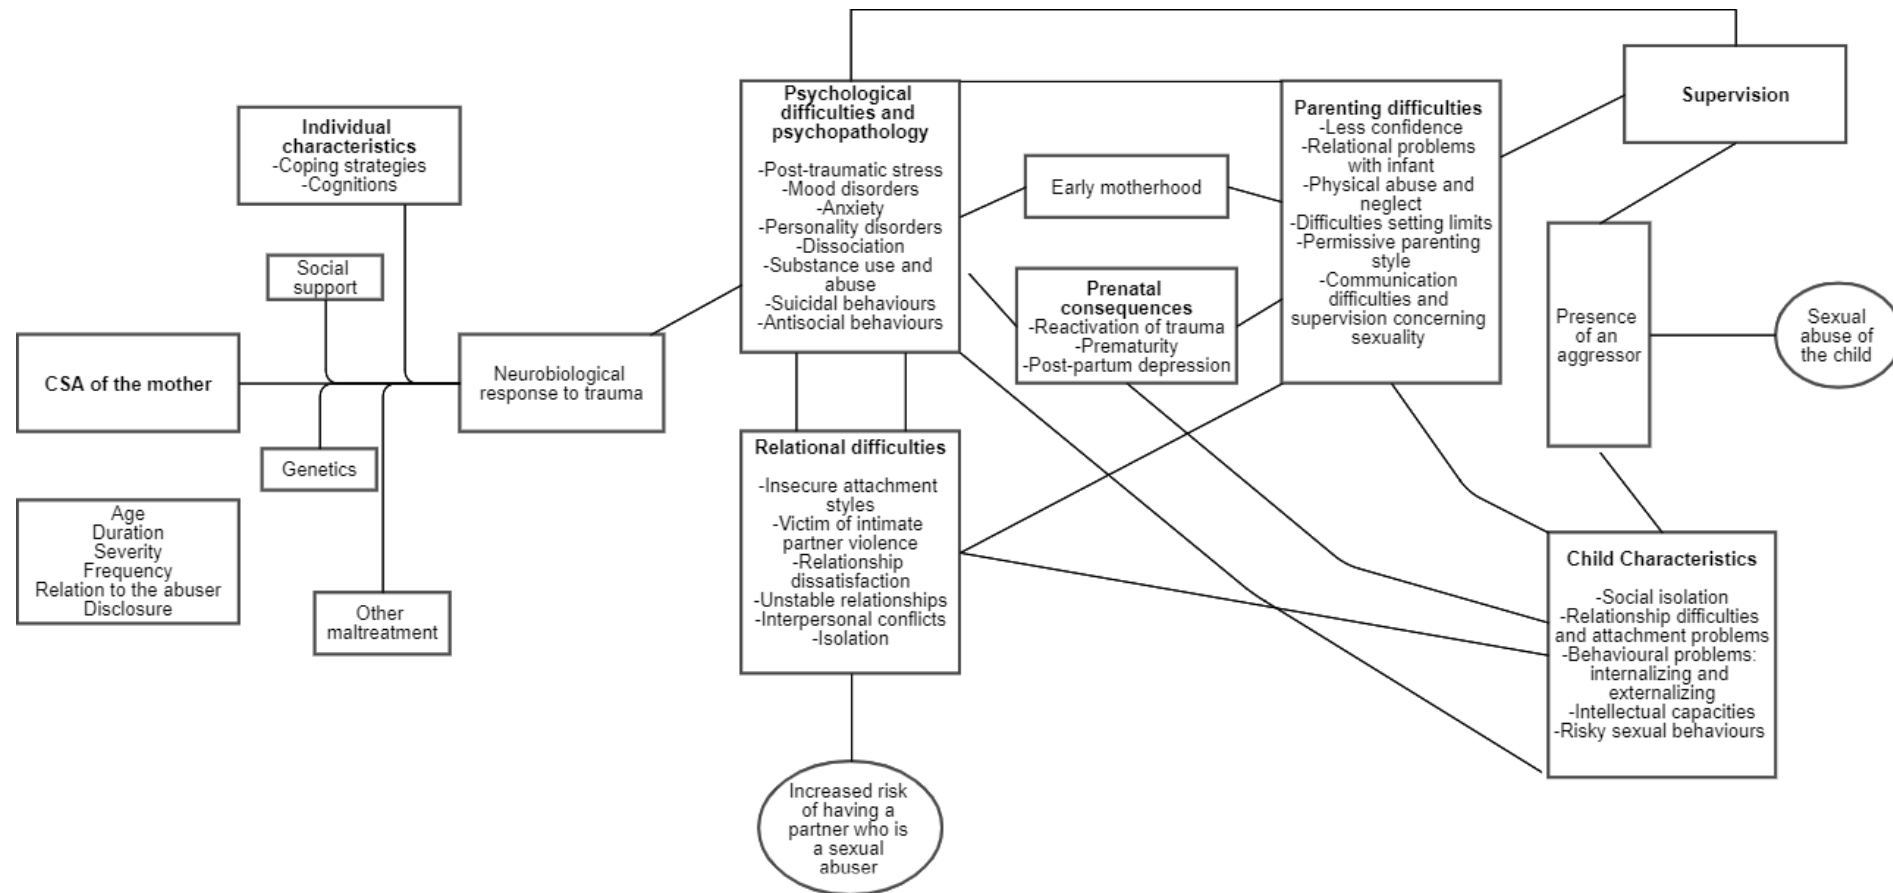 Individual
characteristics
-Coping strategies
-Cognitions
Social
support
CSA of the mother
Genetics
Age
Duration
Severity
Frequency
Relation to the abuser
Disclosure
Other
maltreatment
Neurobiological
response to trauma
Psychological
difficulties and
psychopathology
-Post-traumatic stress
-Mood disorders
-Anxiety
-Personality disorders
-Dissociation
-Substance use and
abuse
-Suicidal behaviours
-Antisocial behaviours
Relational difficulties
-Insecure attachment
styles
-Victim of intimate
partner violence
-Relationship
dissatisfaction
-Unstable relationships
-Interpersonal conflicts
-Isolation
Increased risk
of having a
partner who is
a sexual
abuser
Early motherhood
Prenatal
consequences
-Reactivation of trauma
-Prematurity
-Post-partum depression
Parenting difficulties
-Less confidence
-Relational problems
with infant
-Physical abuse and
neglect
-Difficulties setting limits
-Permissive parenting
style
-Communication
difficulties and
supervision concerning
sexuality
Supervision
Presence
of an
aggressor
Sexual
abuse of
the child
Child Characteristics
-Social isolation
-Relationship difficulties
and attachment problems
-Behavioural problems:
internalizing and
externalizing
-Intellectual capacities
-Risky sexual behaviours